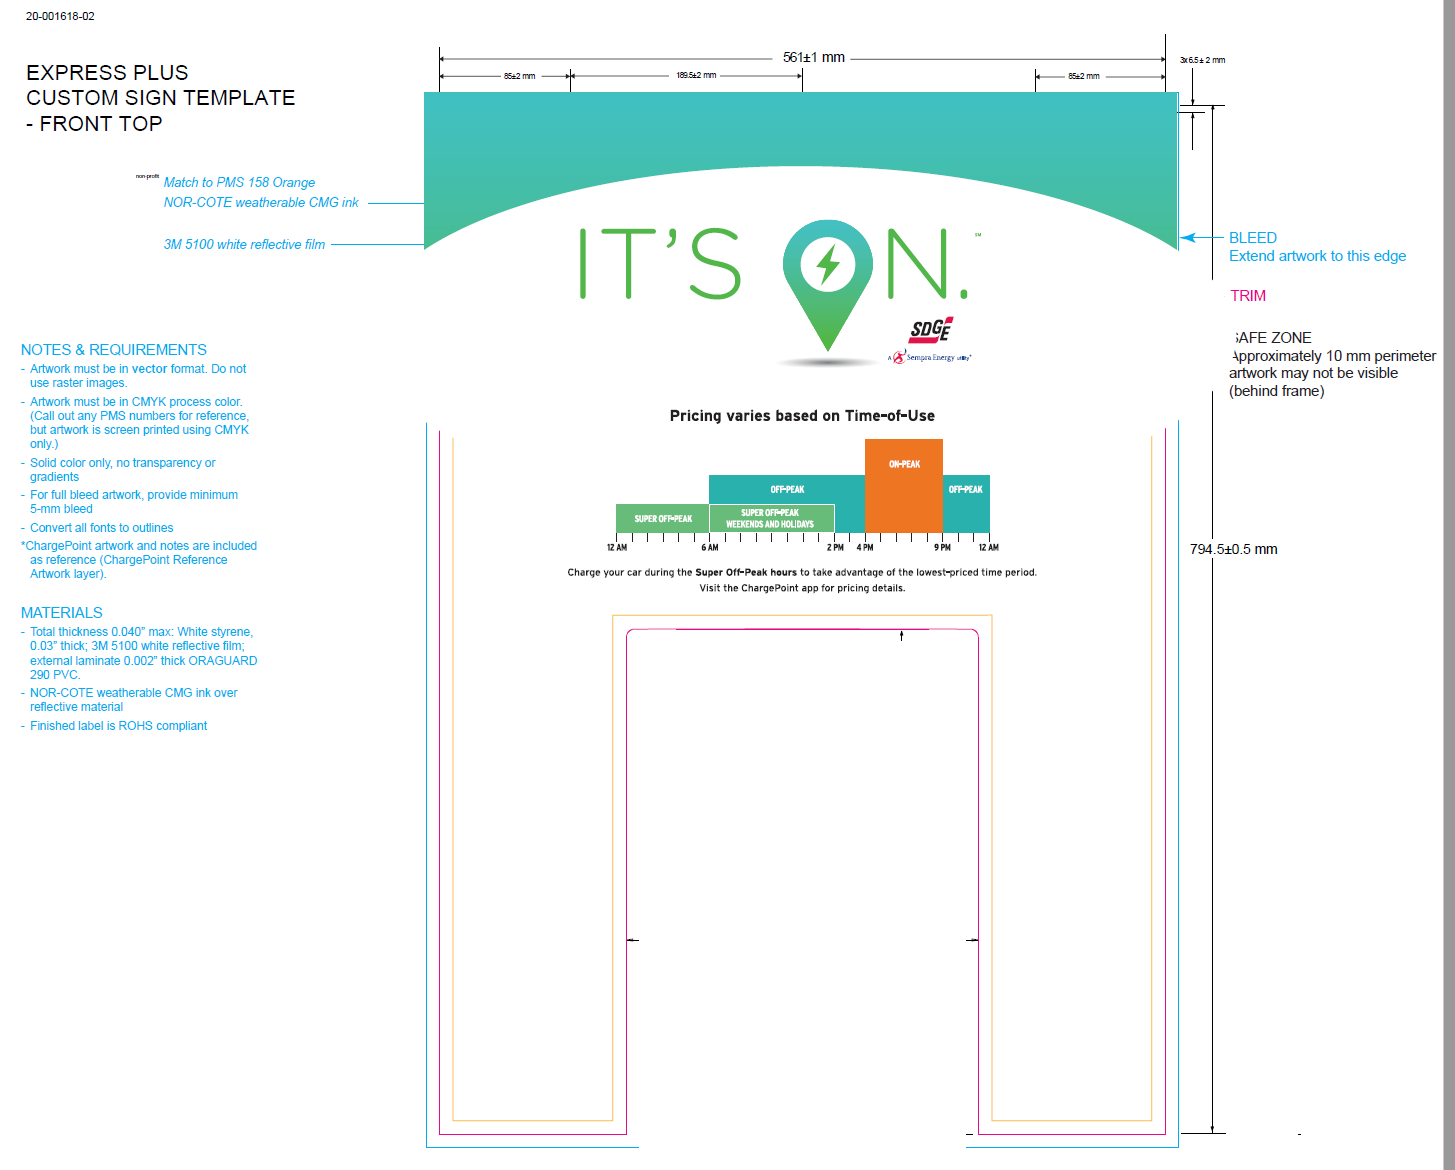 20-001618-02
EXPRESS PLUS
CUSTOM SIGN TEMPLATE
- FRONT TOP
561±1 mm
85±2 mm
189.5±2 mm
85±2 mm
3x6.5± 2 mm
non-profit
Match to PMS 158 Orange
NOR-COTE weatherable CMG ink
3M 5100 white reflective film
IT'S ON.
SM
SDGE
A Sempra Energy utility®
BLEED
Extend artwork to this edge
TRIM
SAFE ZONE
Approximately 10 mm perimeter
artwork may not be visible
(behind frame)
NOTES & REQUIREMENTS
- Artwork must be in vector format. Do not
use raster images.
- Artwork must be in CMYK process color.
(Call out any PMS numbers for reference,
but artwork is screen printed using CMYK
only.)
- Solid color only, no transparency or
gradients
- For full bleed artwork, provide minimum
5-mm bleed
- Convert all fonts to outlines
*ChargePoint artwork and notes are included
as reference (ChargePoint Reference
Artwork layer).
MATERIALS
- Total thickness 0.040" max: White styrene,
0.03" thick; 3M 5100 white reflective film;
external laminate 0.002" thick ORAGUARD
290 PVC.
- NOR-COTE weatherable CMG ink over
reflective material
- Finished label is ROHS compliant
Pricing varies based on Time-of-Use
ON-PEAK
OFF-PEAK
OFF-PEAK
SUPER OFF-PEAK
SUPER OFF-PEAK
WEEKENDS AND HOLIDAYS
12 AM
6 AM
2 PM
4 PM
9 PM
12 AM
Charge your car during the Super Off-Peak hours to take advantage of the lowest-priced time period.
Visit the ChargePoint app for pricing details.
794.5±0.5 mm